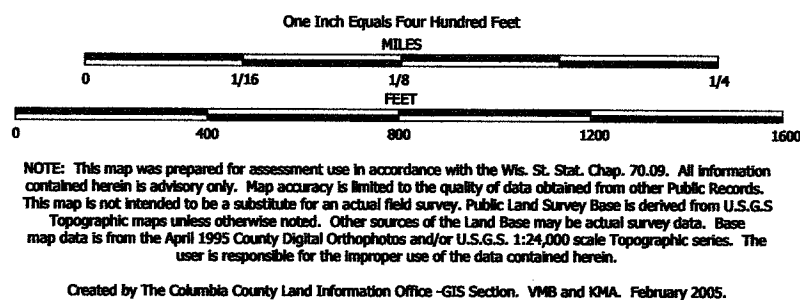 One Inch Equals Four Hundred Feet
MILES
0 1/16 1/8 1/4
FEET
0 400 800 1200 1600
NOTE: This map was prepared for assessment use in accordance with the Wis. St. Stat. Chap. 70.09. All information
contained herein is advisory only. Map accuracy is limited to the quality of data obtained from other Public Records.
This map is not intended to be a substitute for an actual field survey. Public Land Survey Base is derived from U.S.G.S
Topographic maps unless otherwise noted. Other sources of the Land Base may be actual survey data. Base
map data is from the April 1995 County Digital Orthophotos and/or U.S.G.S. 1:24,000 scale Topographic series. The
user is responsible for the improper use of the data contained herein.
Created by The Columbia County Land Information Office -GIS Section. VMB and KMA. February 2005.